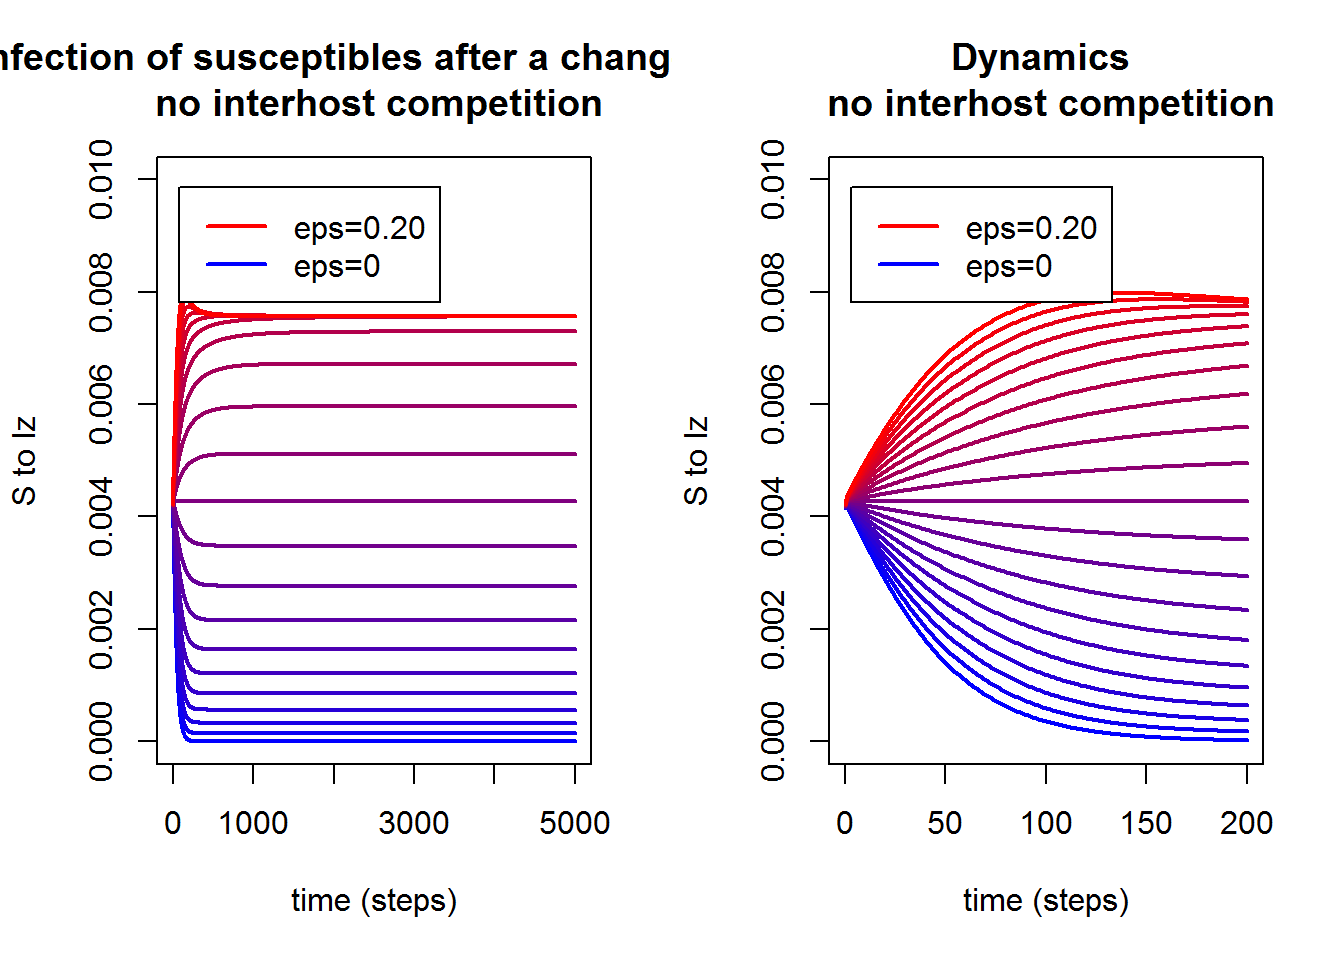 nfection of susceptibles after a chang
no interhost competition
0.010
0.008
0.006
0.004
0.002
0.000
S to Iz
eps=0.20
eps=0
0
1000
3000
5000
time (steps)
Dynamics
no interhost competition
0.010
0.008
0.006
0.004
0.002
0.000
S to Iz
eps=0.20
eps=0
0
50
100
150
200
time (steps)